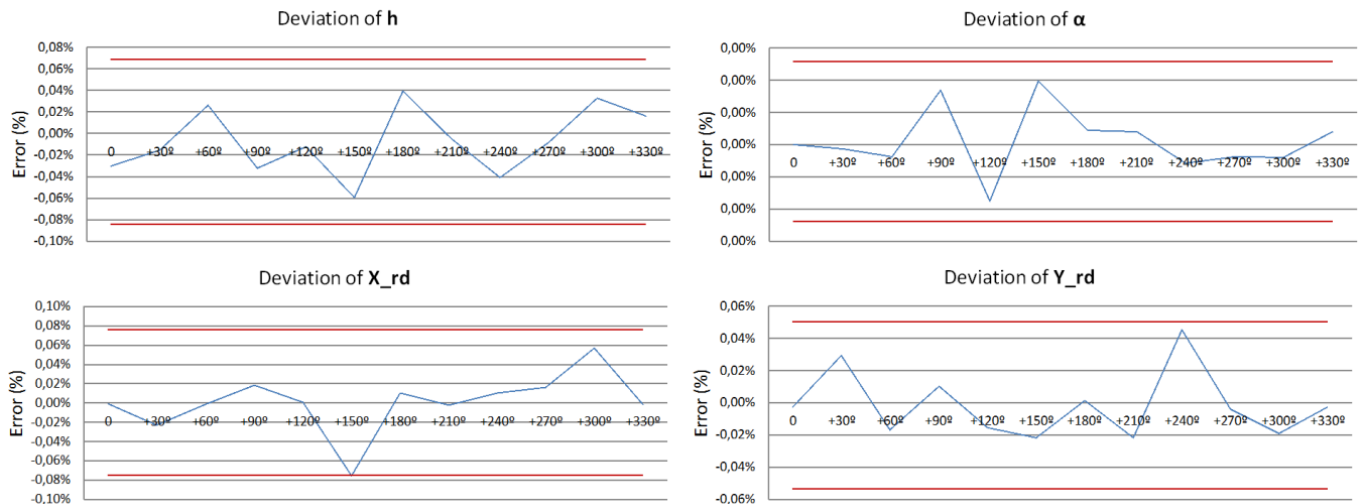 Deviation of h
0,08%
0,06%
0,04%
0,02%
0,00%
-0,02%
-0,04%
-0,06%
-0,08%
-0,10%
Error (%)
0 +30º +60º +90º +120º +150º +180º +210º +240º +270º +300º +330º
Deviation of α
0,00%
0,00%
0,00%
0,00%
0,00%
0,00%
0,00%
Error (%)
0 +30º +60º +90º +120º +150º +180º +210º +240º +270º +300º +330º
Deviation of X_rd
0,10%
0,08%
0,06%
0,04%
0,02%
0,00%
-0,02%
-0,04%
-0,06%
-0,08%
-0,10%
Error (%)
0 +30º +60º +90º +120º +150º +180º +210º +240º +270º +300º +330º
Deviation of Y_rd
0,06%
0,04%
0,02%
0,00%
-0,02%
-0,04%
-0,06%
Error (%)
0 +30º +60º +90º +120º +150º +180º +210º +240º +270º +300º +330º